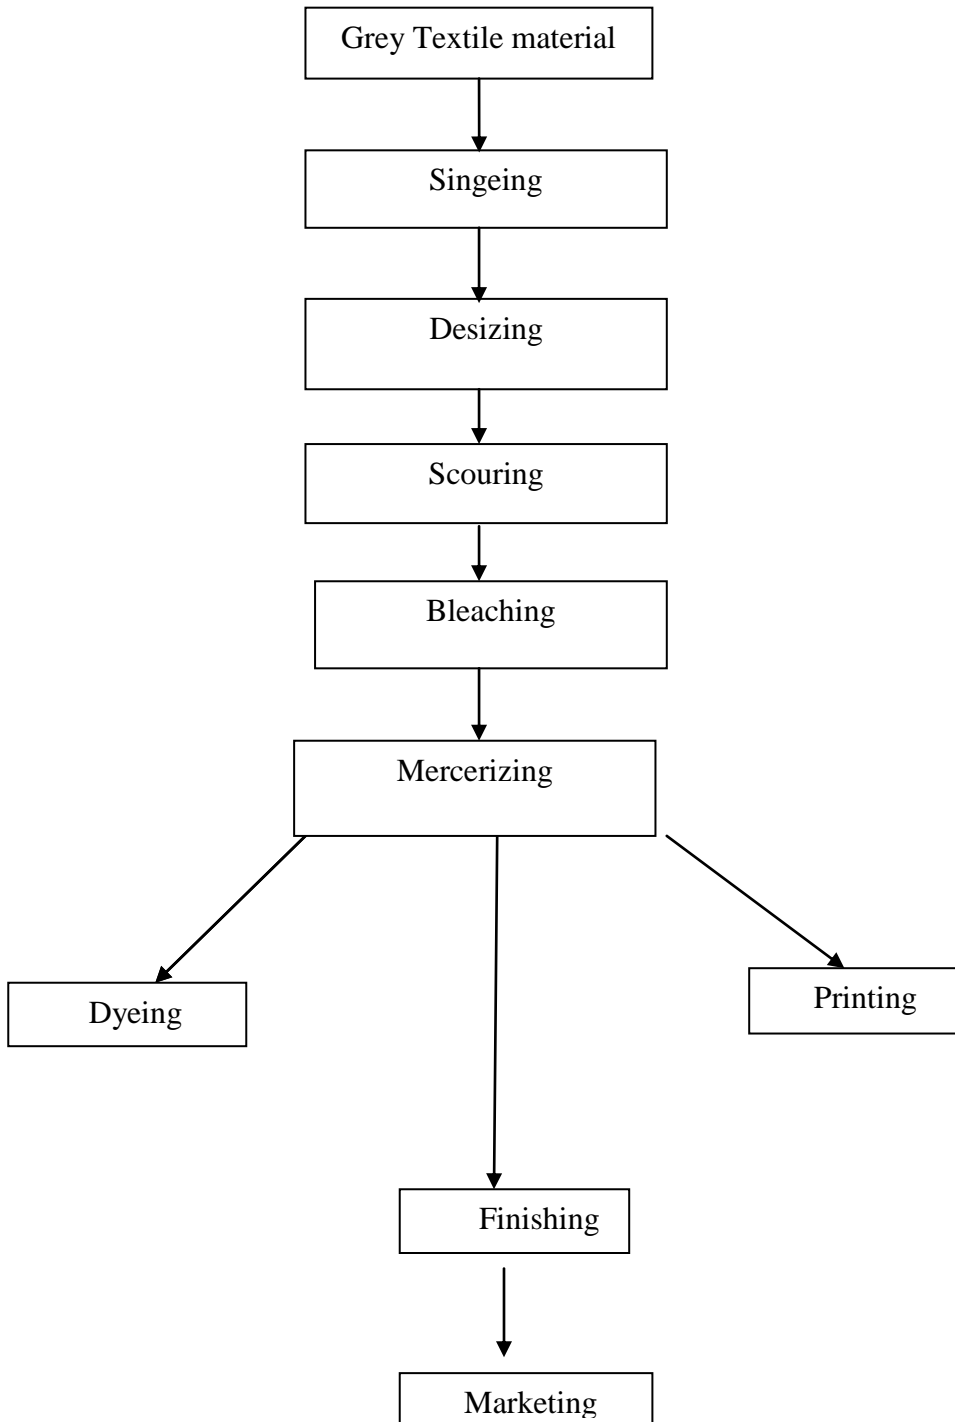 Grey Textile material
Singeing
Desizing
Scouring
Bleaching
Mercerizing
Dyeing
Printing
Finishing
Marketing